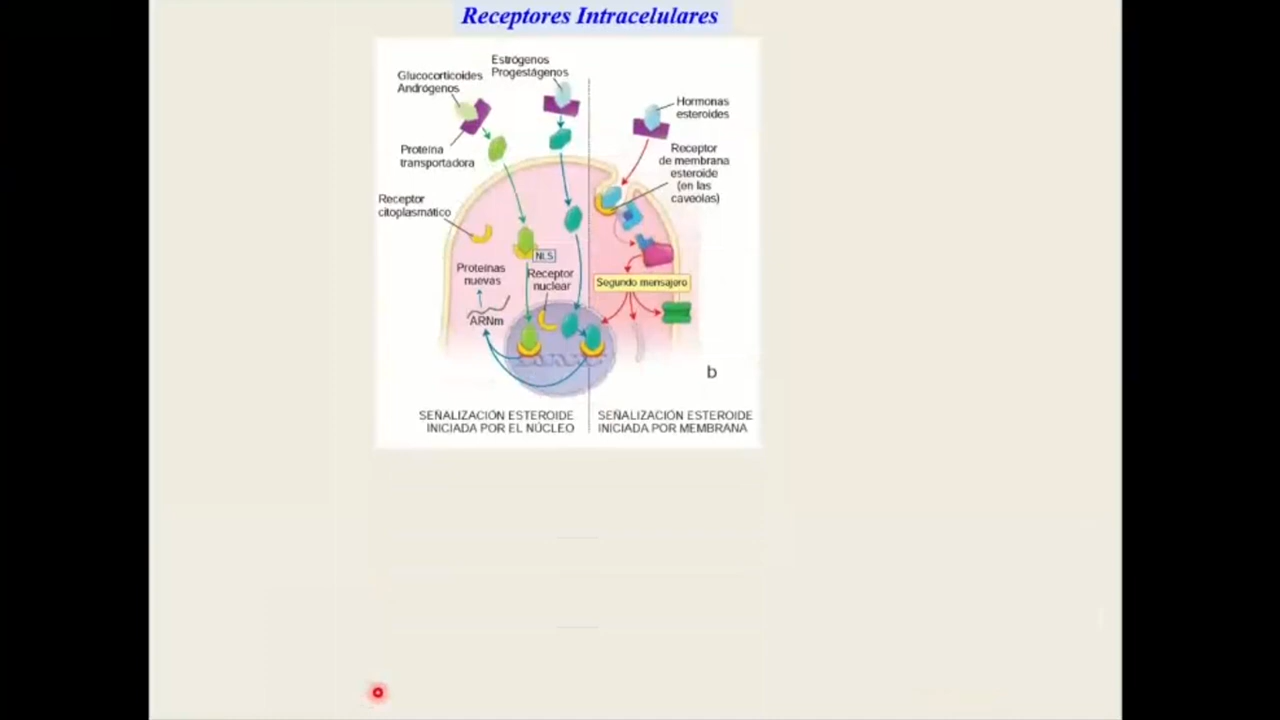 Receptores Intracelulares
Glucocorticoides
Andrógenos
Estrógenos
Progestágenos
Hormonas
esteroides
Proteína
transportadora
Receptor
de membrana
esteroide
(en las
caveolas)
Receptor
citoplasmático
NLS
Proteínas
nuevas
Receptor
nuclear
Segundo mensajero
ARNm
b
SEÑALIZACIÓN ESTEROIDE
INICIADA POR EL NÚCLEO
SEÑALIZACIÓN ESTEROIDE
INICIADA POR MEMBRANA